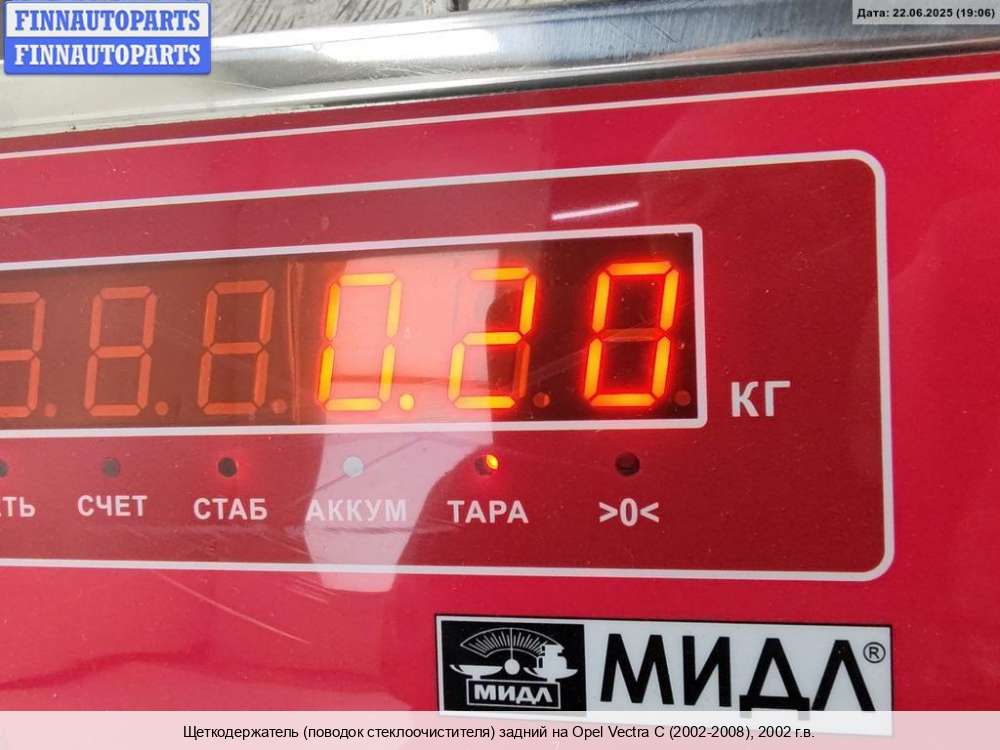 FINNAUTOPARTS
FINNAUTOPARTS
Дата: 22.06.2025 (19:06)
0.20
КГ
СЧЕТ СТАБ АККУМ ТАРА >0<
МИДЛ
МИДЛ®
Щеткодержатель (поводок стеклоочистителя) задний на Opel Vectra C (2002-2008), 2002 г.в.